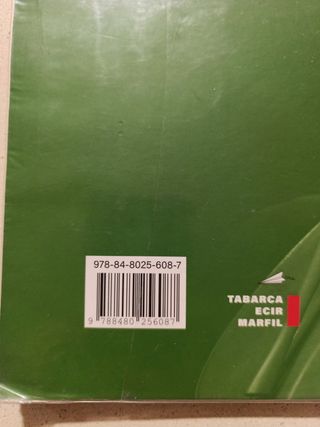 978-84-8025-608-7
9 788480 256087
TABARCA
ECIR
MARFIL